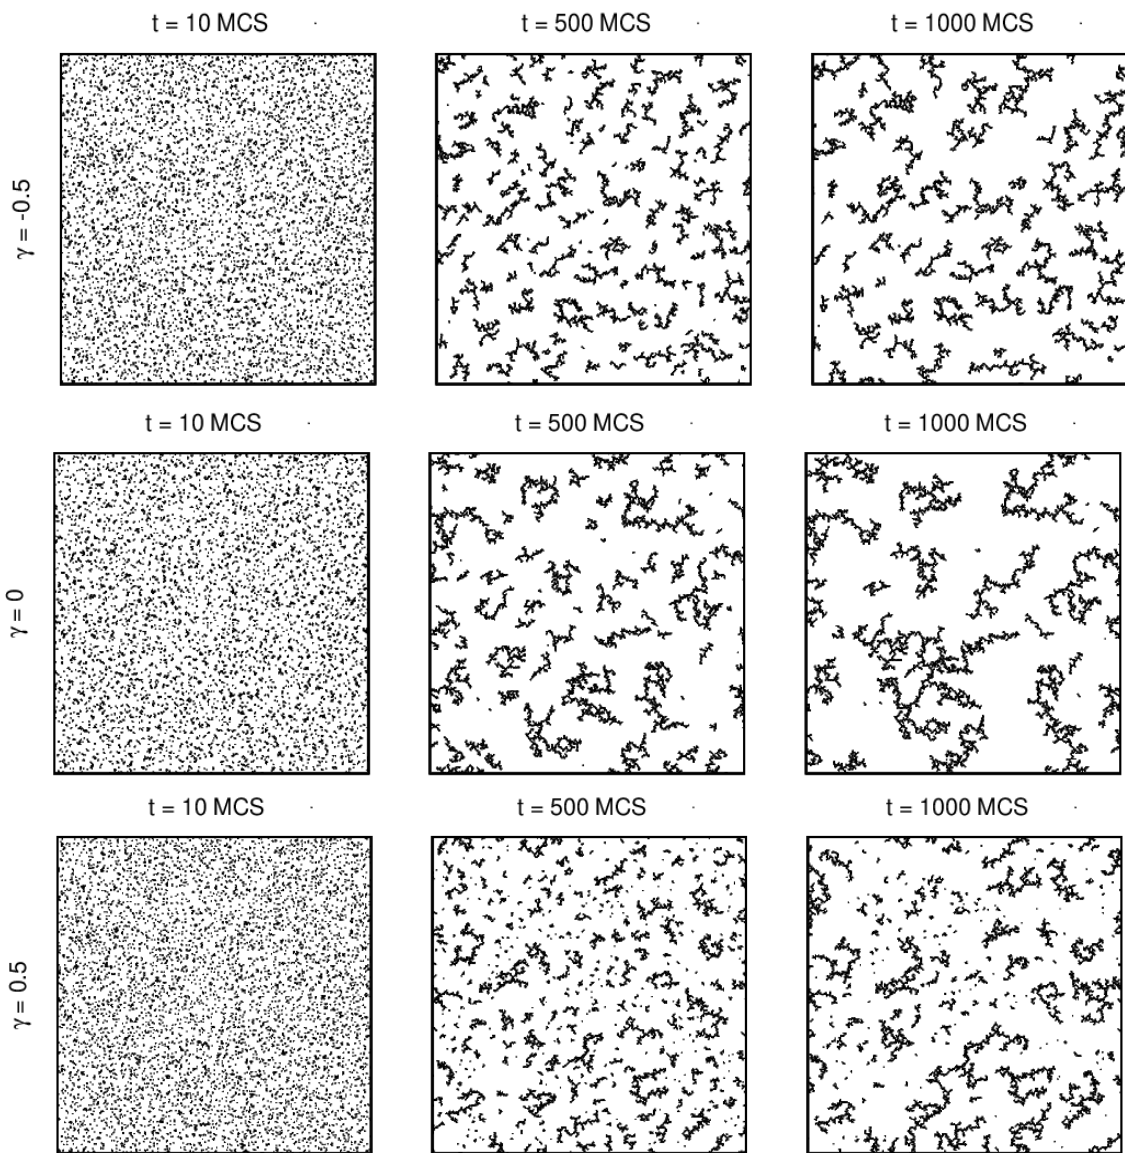 t = 10 MCS t = 500 MCS t = 1000 MCS
γ = -0.5
t = 10 MCS t = 500 MCS t = 1000 MCS
γ = 0
t = 10 MCS t = 500 MCS t = 1000 MCS
γ = 0.5